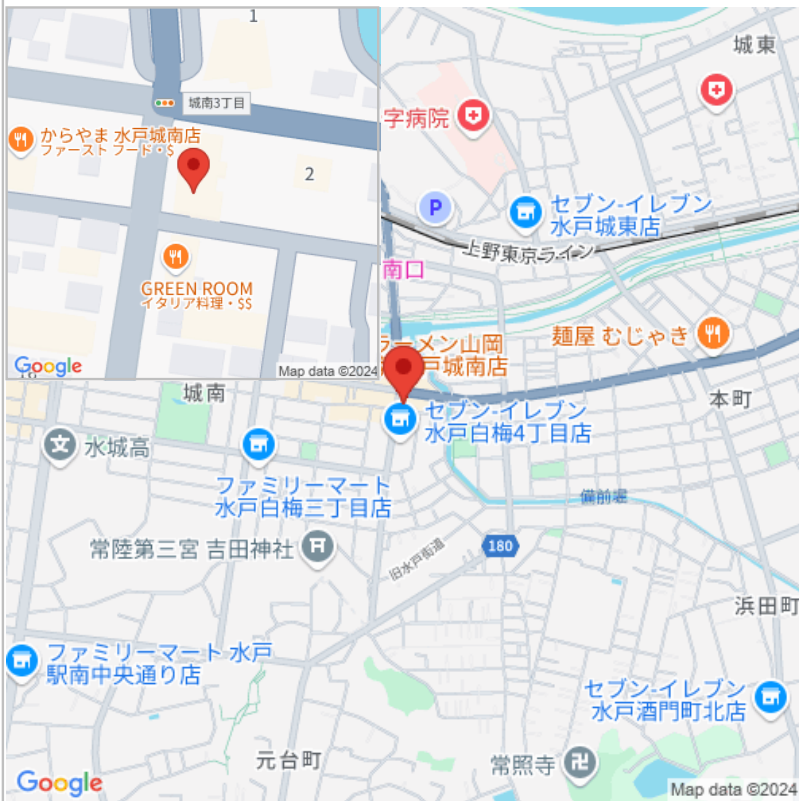 1
城南3丁目
からやま 水戸城南店
ファースト フード・$
2
GREEN ROOM
イタリア料理・$$
Google
Map data ©2024
城東
字病院
P
セブン-イレブン
水戸城東店
上野東京ライン
南口
ラーメン山岡
戸城南店
麺屋 むじゃき
城南
本町
セブン-イレブン
水戸白梅4丁目店
文
水城高
ファミリーマート
水戸白梅三丁目店
備前堀
常陸第三宮 吉田神社
旧水戸街道
180
浜田町
ファミリーマート 水戸
駅南中央通り店
セブン-イレブン
水戸酒門町北店
元台町
常照寺
Google
Map data ©2024